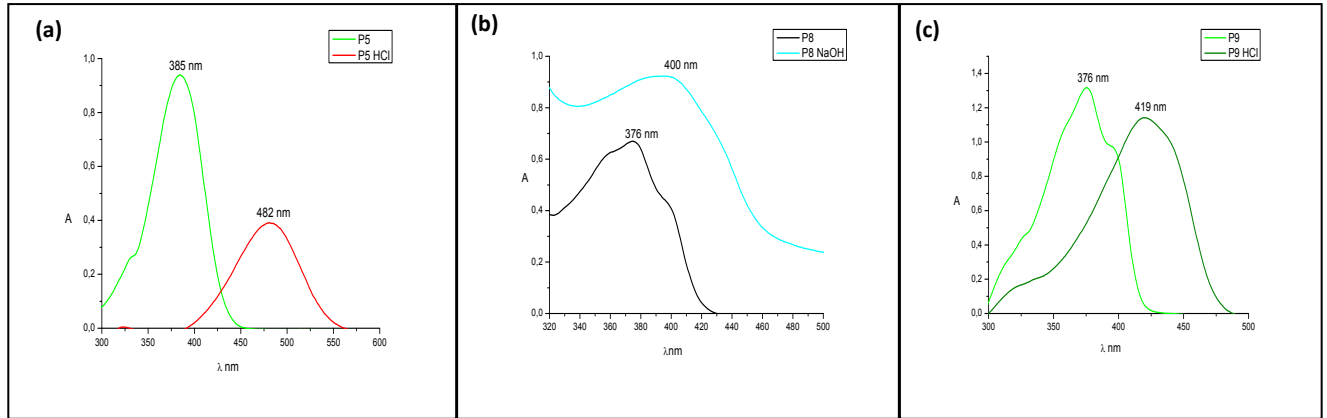 (a)
P5
P5 HCl
385 nm
482 nm
1,0
0,8
0,6
0,4
0,2
0,0
A
300 350 400 450 500 550 600
λ nm
(b)
P8
P8 NaOH
400 nm
376 nm
1,0
0,8
0,6
0,4
0,2
0,0
A
320 340 360 380 400 420 440 460 480 500
λnm
(c)
P9
P9 HCl
376 nm
419 nm
1,4
1,2
1,0
0,8
0,6
0,4
0,2
0,0
A
300 350 400 450 500
λ nm